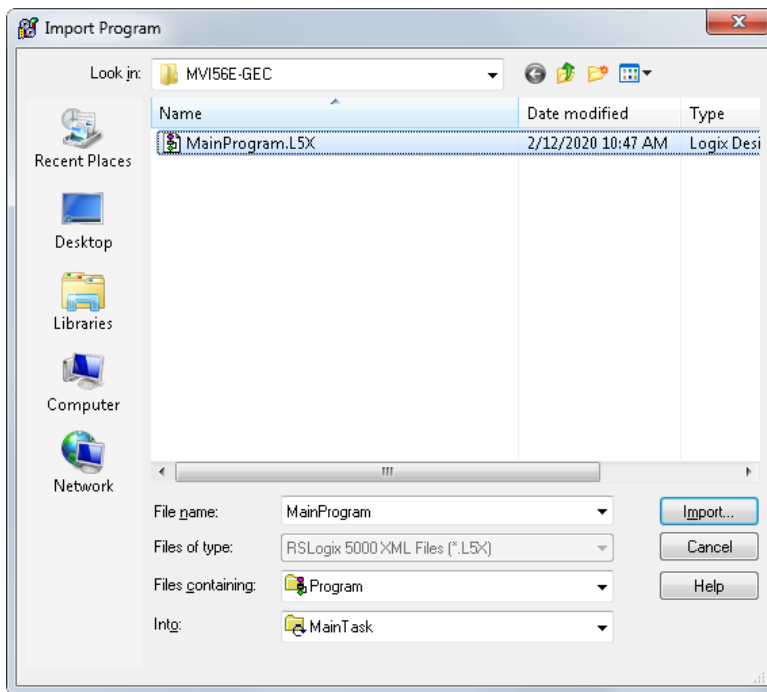 Import Program
Look in: MVI56E-GEC
Name Date modified Type
MainProgram.L5X 2/12/2020 10:47 AM Logix Desi
Recent Places
Desktop
Libraries
Computer
Network
File name: MainProgram Import...
Files of type: RSLogix 5000 XML Files (*.L5X) Cancel
Files containing: Program Help
Into: MainTask